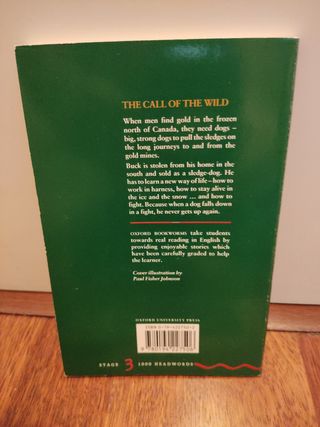 THE CALL OF THE WILD
When men find gold in the frozen
north of Canada, they need dogs –
big, strong dogs to pull the sledges on
the long journeys to and from the
gold mines.
Buck is stolen from his home in the
south and sold as a sledge-dog. He
has to learn a new way of life – how to
work in harness, how to stay alive in
the ice and the snow ... and how to
fight. Because when a dog falls down
in a fight, he never gets up again.
OXFORD BOOKWORMS take students
towards real reading in English by
providing enjoyable stories which
have been carefully graded to help
the learner.
Cover illustration by
Paul Fisher Johnson
OXFORD UNIVERSITY PRESS
STAGE 3 1000 HEADWORDS